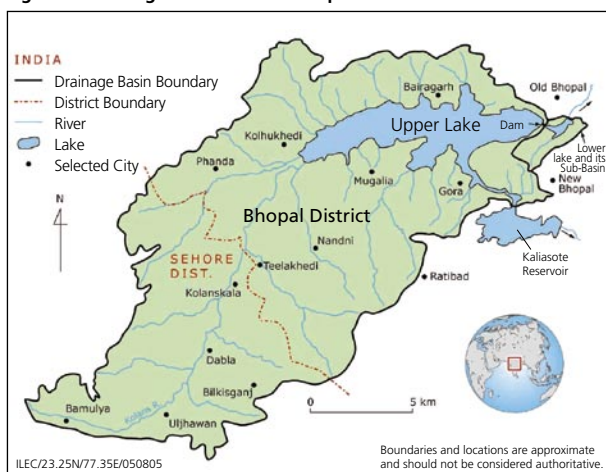 INDIA
Drainage Basin Boundary
District Boundary
River
Lake
Selected City
N
Bairagarh
Old Bhopal
Dam
Upper Lake
Lower
lake and its
Sub-Basin
Kolhukhedi
Phanda
Mugalia
Gora
New
Bhopal
Bhopal District
Kaliasote
Reservoir
Nandni
SEHORE
DIST.
Teelakhedi
Ratibad
Kolanskala
Dabla
Bilkisganj
Bamulya
Kolans R.
Uljhawan
0 5 km
ILEC/23.25N/77.35E/050805
Boundaries and locations are approximate
and should not be considered authoritative.